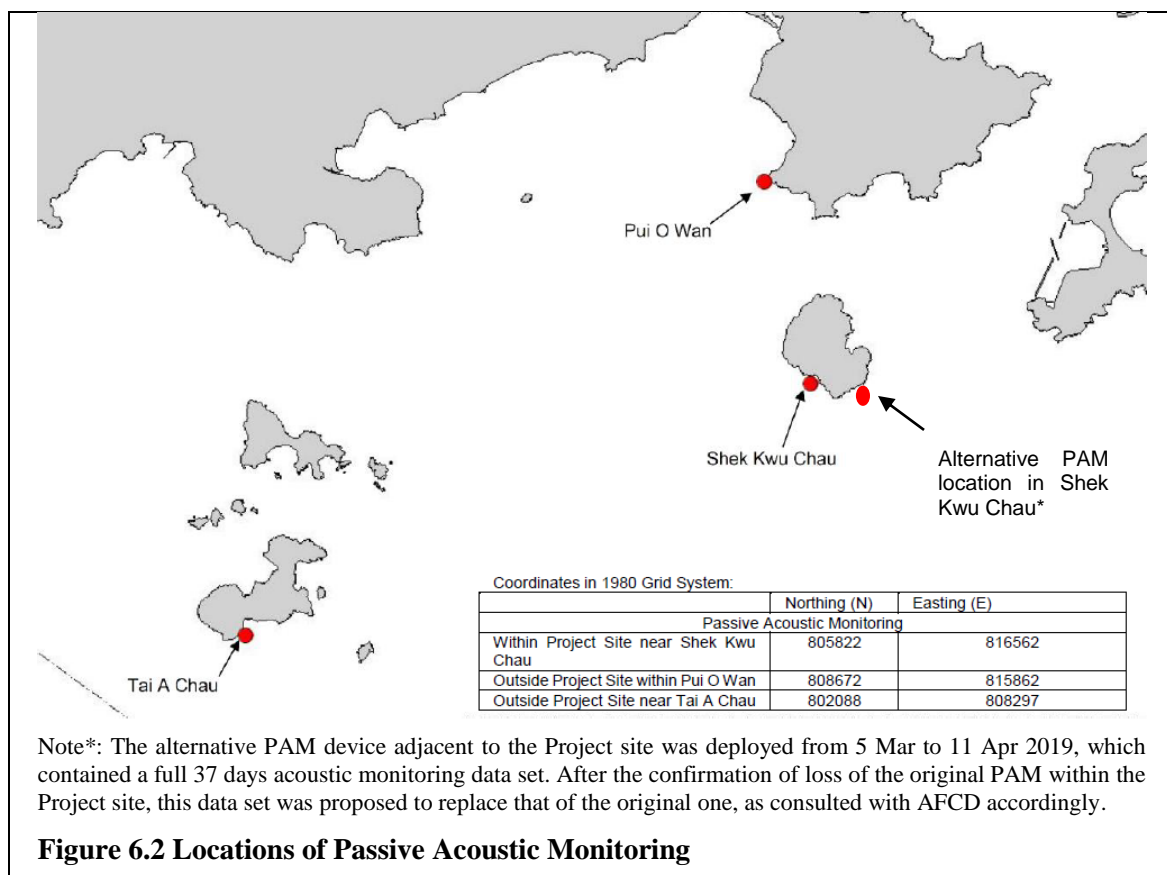 Pui O Wan
Shek Kwu Chau
Alternative PAM
location in Shek
Kwu Chau*
Tai A Chau
Coordinates in 1980 Grid System:
Northing (N) Easting (E)
Passive Acoustic Monitoring
Within Project Site near Shek Kwu 805822 816562
Chau
Outside Project Site within Pui O Wan 808672 815862
Outside Project Site near Tai A Chau 802088 808297
Note*: The alternative PAM device adjacent to the Project site was deployed from 5 Mar to 11 Apr 2019, which
contained a full 37 days acoustic monitoring data set. After the confirmation of loss of the original PAM within the
Project site, this data set was proposed to replace that of the original one, as consulted with AFCD accordingly.
Figure 6.2 Locations of Passive Acoustic Monitoring